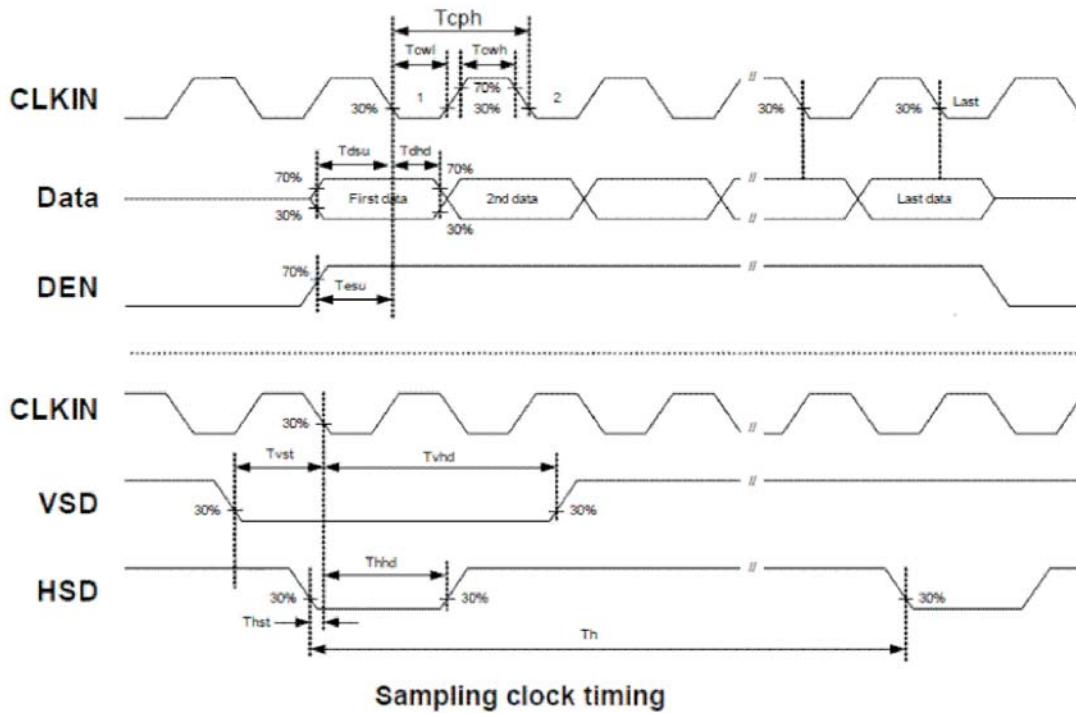 Tcph
Tcwl Tcwh
CLKIN 30% 1 70% 30% 2 // 30% 30% Last
Tdsu Tdhd
70% 70%
Data First data 2nd data // Last data
30% 30%
DEN 70% //
Tesu
CLKIN 30% //
Tvst Tvhd
VSD 30% 30% //
Thhd
HSD 30% 30% // 30%
Thst
Th
Sampling clock timing